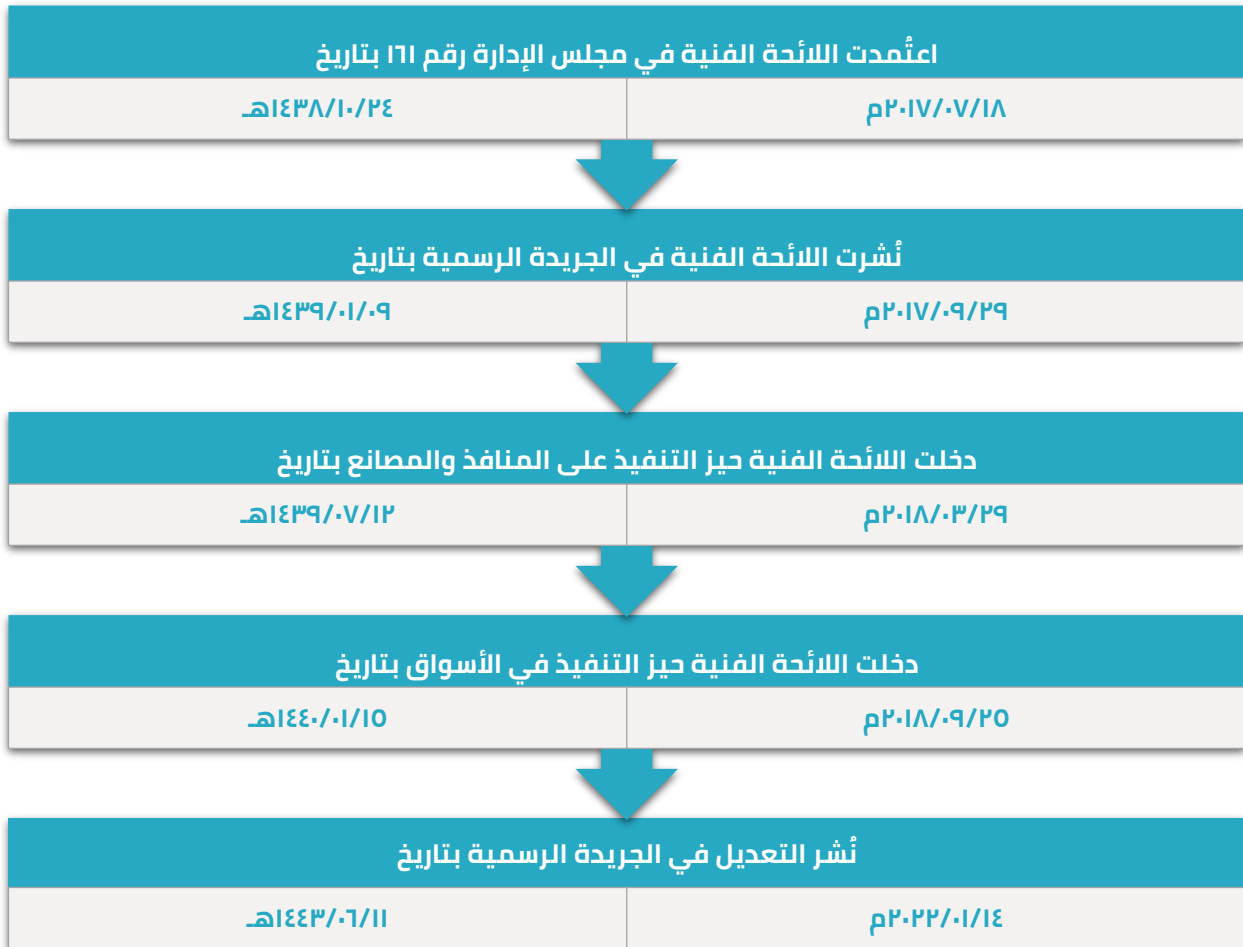 اعتُمدت اللائحة الفنية في مجلس الإدارة رقم ١٦١ بتاريخ
٢٠١٧/٠٧/١٨م ١٤٣٨/١٠/٢٤هـ
نُشرت اللائحة الفنية في الجريدة الرسمية بتاريخ
٢٠١٧/٠٩/٢٩م ١٤٣٩/٠١/٠٩هـ
دخلت اللائحة الفنية حيز التنفيذ على المنافذ والمصانع بتاريخ
٢٠١٨/٠٣/٢٩م ١٤٣٩/٠٧/١٢هـ
دخلت اللائحة الفنية حيز التنفيذ في الأسواق بتاريخ
٢٠١٨/٠٩/٢٥م ١٤٤٠/٠١/١٥هـ
نُشر التعديل في الجريدة الرسمية بتاريخ
٢٠٢٢/٠١/١٤م ١٤٤٣/٠٦/١١هـ